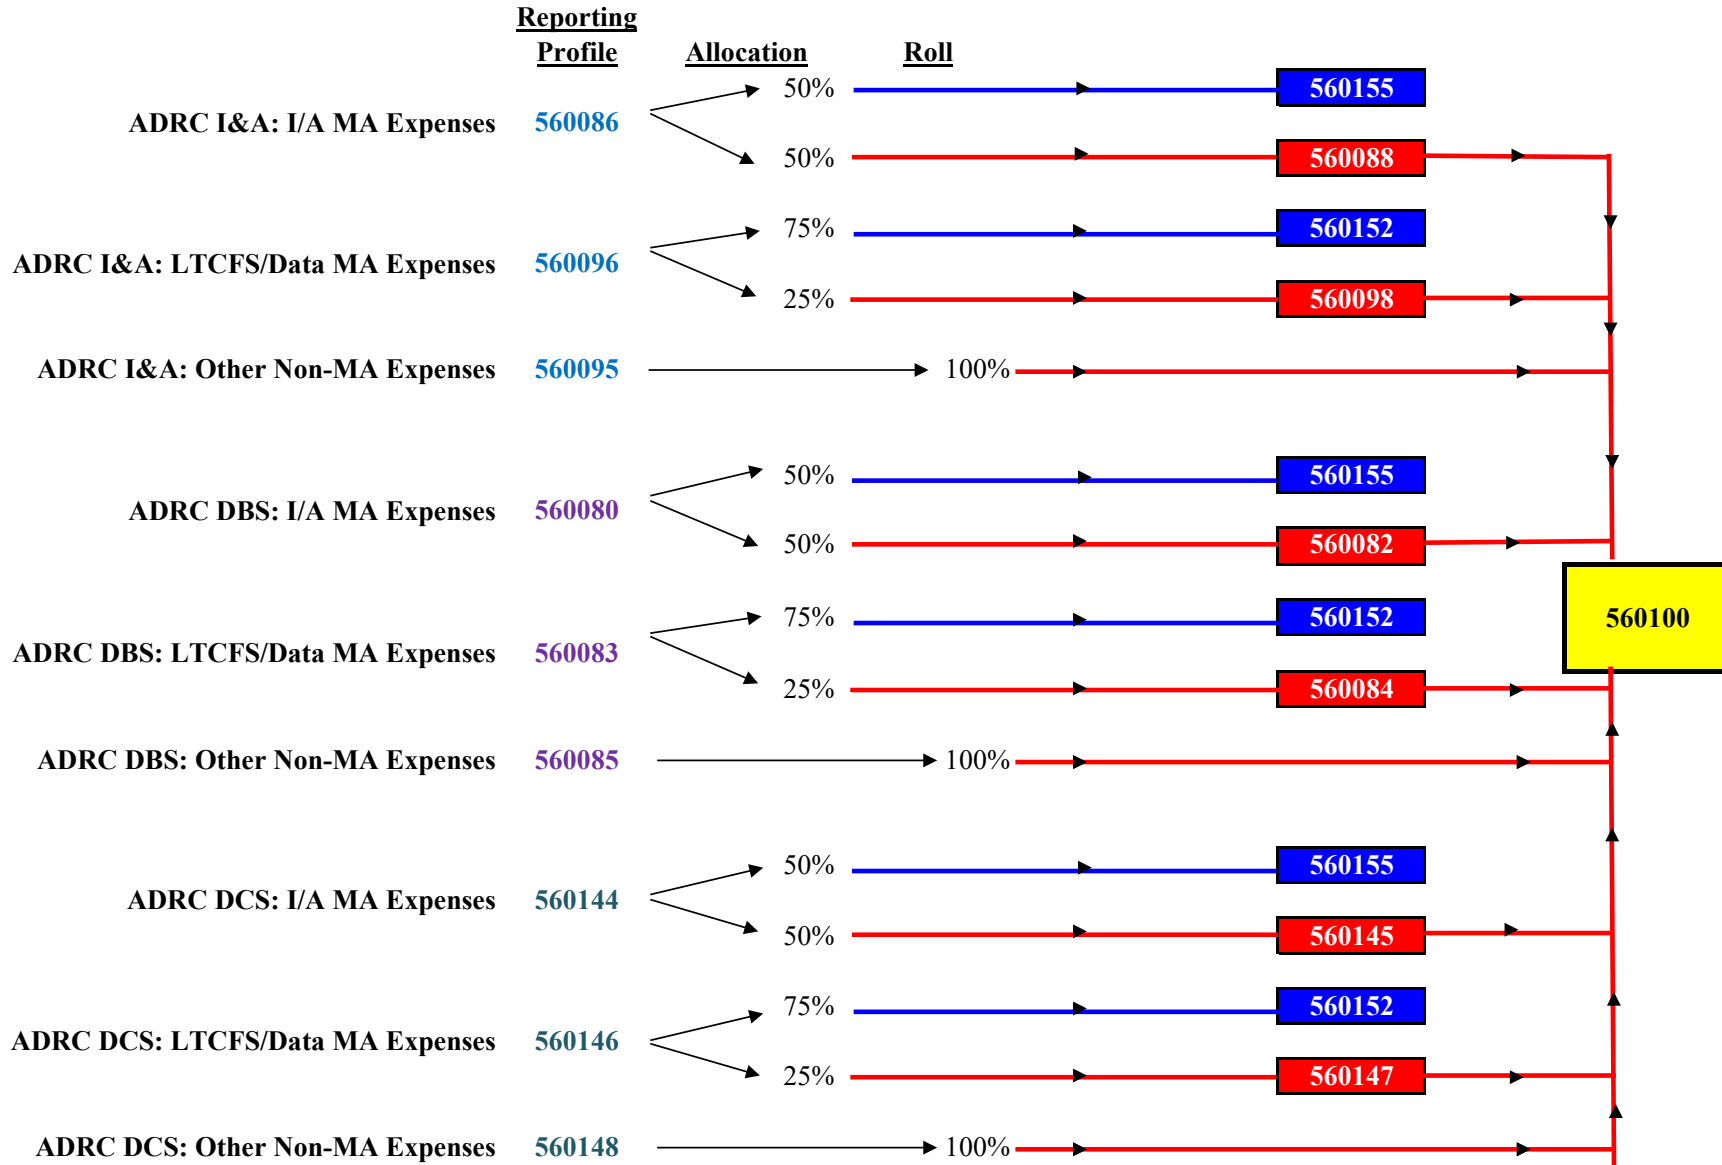 Reporting
Profile Allocation Roll
50% 560155
ADRC I&A: I/A MA Expenses 560086
50% 560088
75% 560152
ADRC I&A: LTCFS/Data MA Expenses 560096
25% 560098
ADRC I&A: Other Non-MA Expenses 560095 100%
50% 560155
ADRC DBS: I/A MA Expenses 560080
50% 560082
75% 560152
560100
ADRC DBS: LTCFS/Data MA Expenses 560083
25% 560084
ADRC DBS: Other Non-MA Expenses 560085 100%
50% 560155
ADRC DCS: I/A MA Expenses 560144
50% 560145
75% 560152
ADRC DCS: LTCFS/Data MA Expenses 560146
25% 560147
ADRC DCS: Other Non-MA Expenses 560148 100%